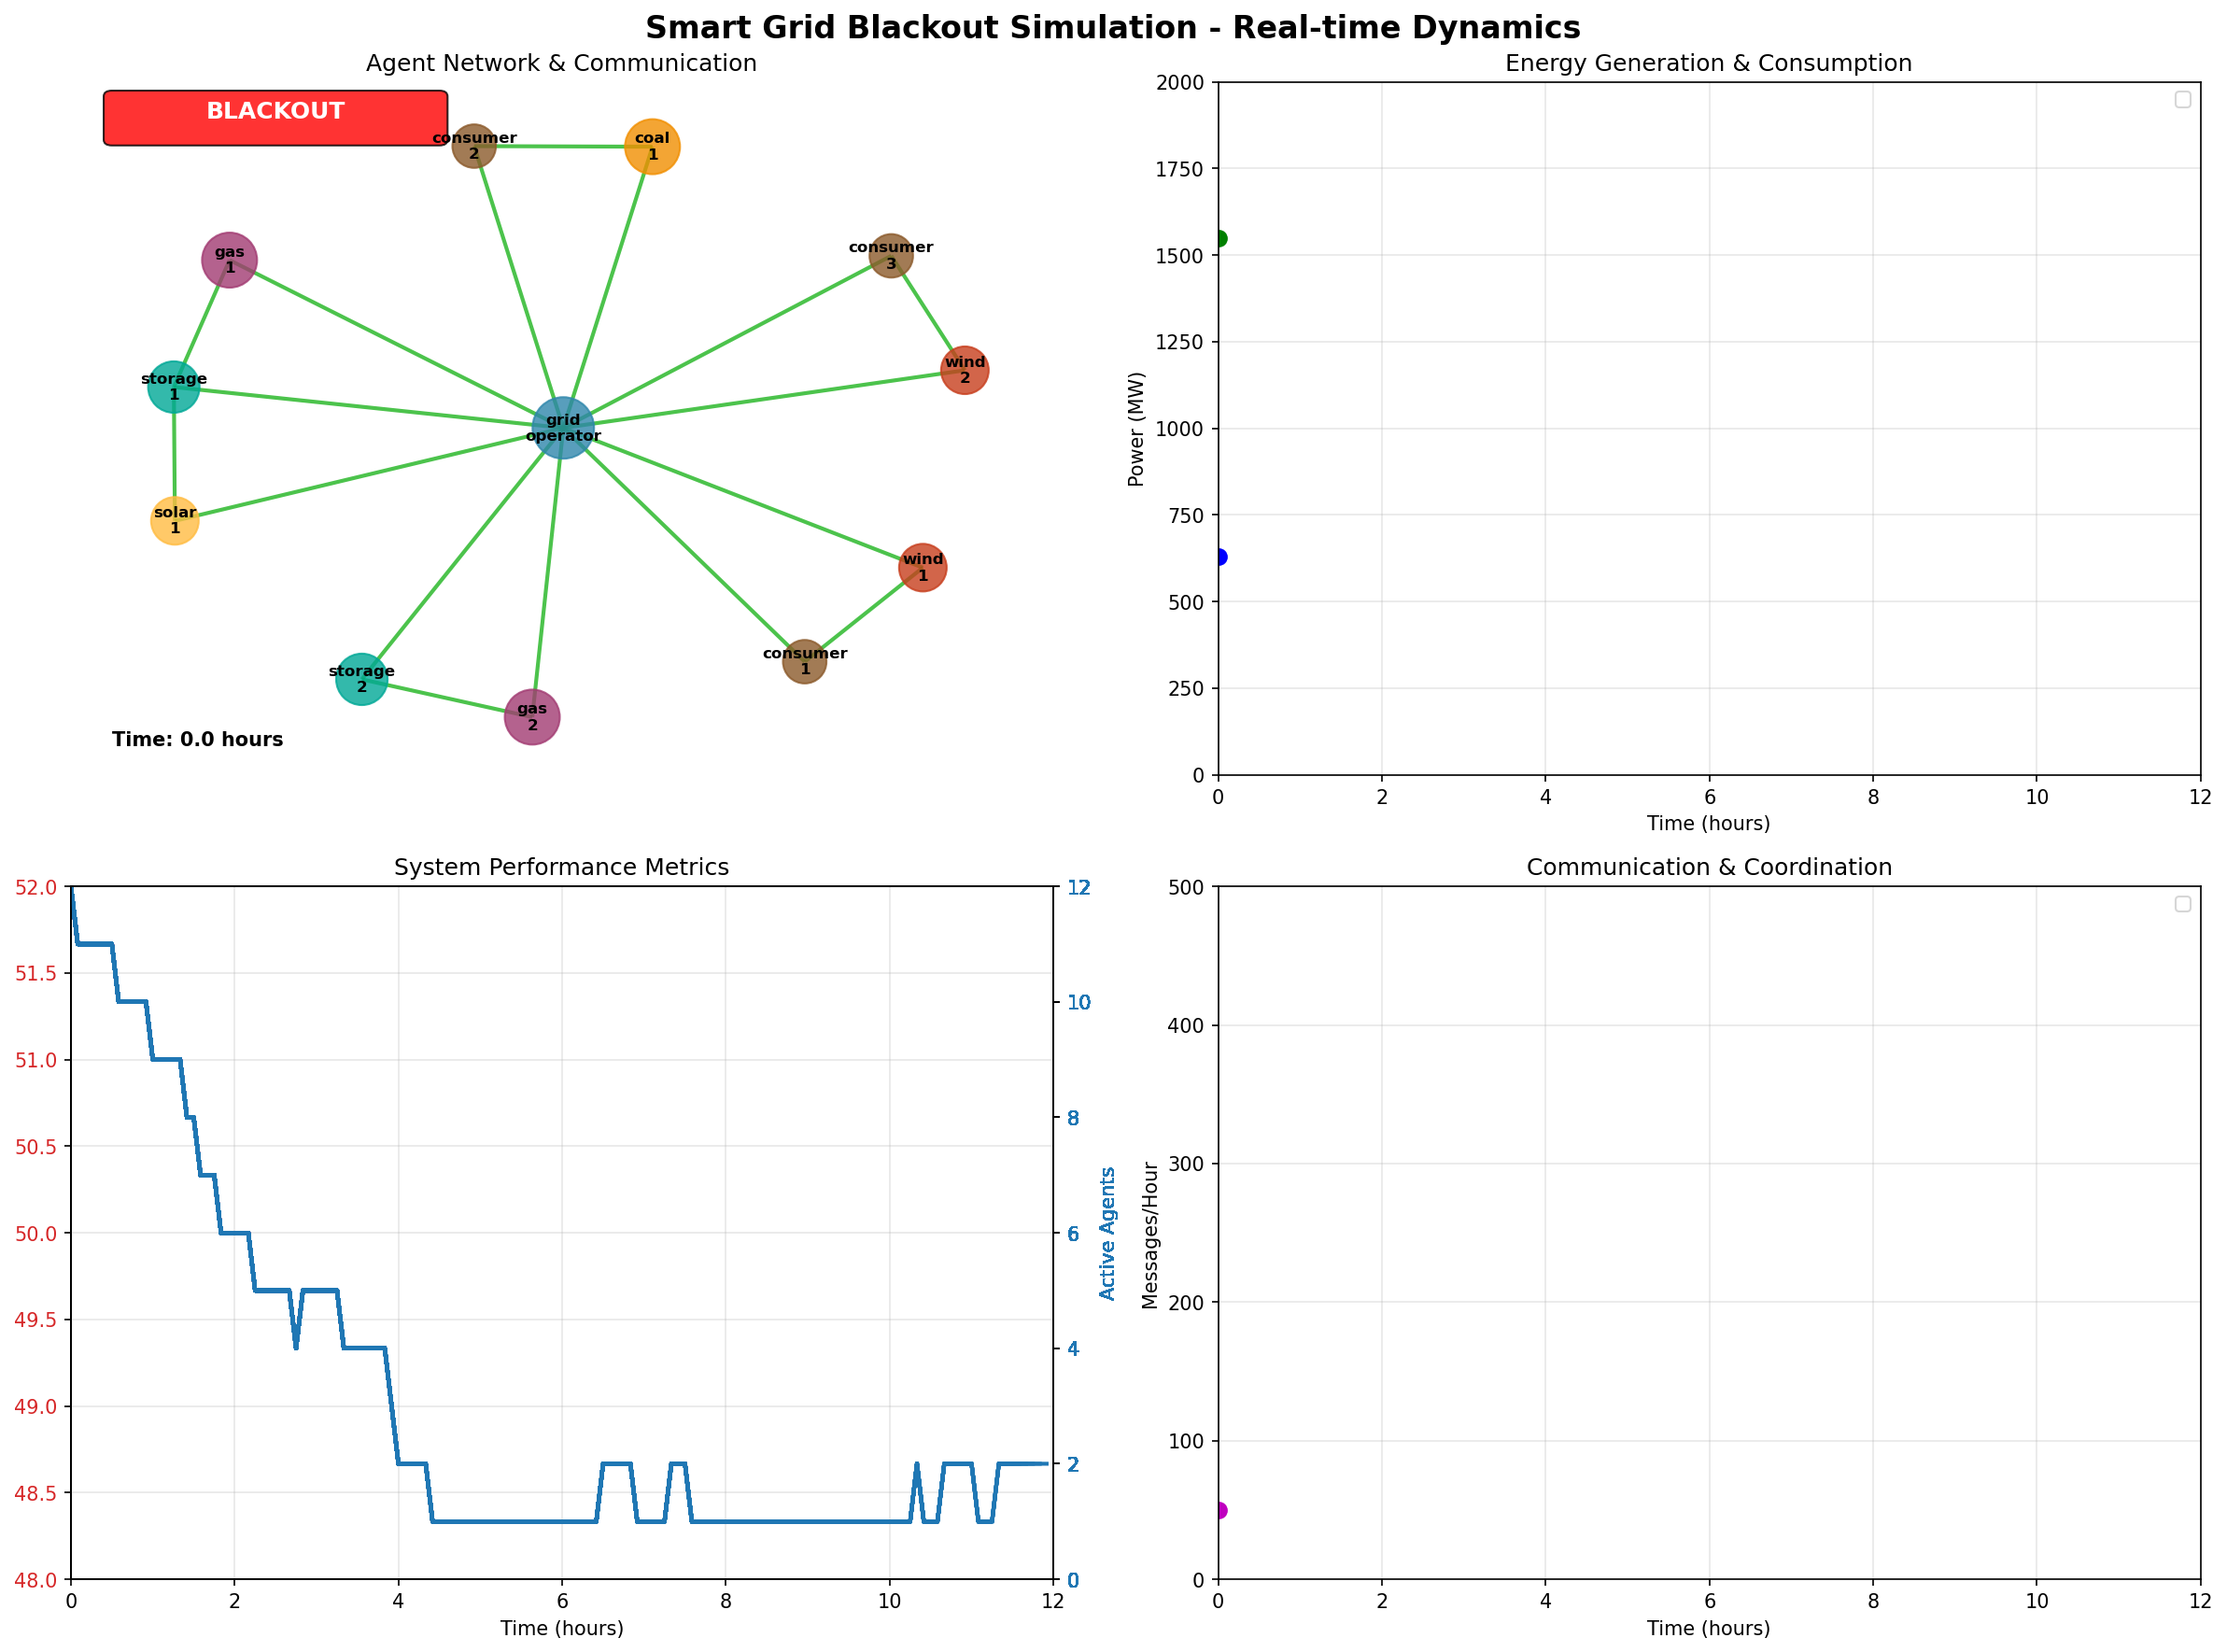 Smart Grid Blackout Simulation - Real-time Dynamics
Agent Network & Communication
BLACKOUT
consumer
2
coal
1
gas
1
consumer
3
storage
1
wind
2
grid
operator
solar
1
wind
1
consumer
1
storage
2
gas
2
Time: 0.0 hours
Energy Generation & Consumption
Power (MW)
2000
1750
1500
1250
1000
750
500
250
0
0 2 4 6 8 10 12
Time (hours)
System Performance Metrics
52.0
51.5
51.0
50.5
50.0
49.5
49.0
48.5
48.0
12
10
8
6
4
2
0
Active Agents
0 2 4 6 8 10 12
Time (hours)
Communication & Coordination
Messages/Hour
500
400
300
200
100
0
0 2 4 6 8 10 12
Time (hours)